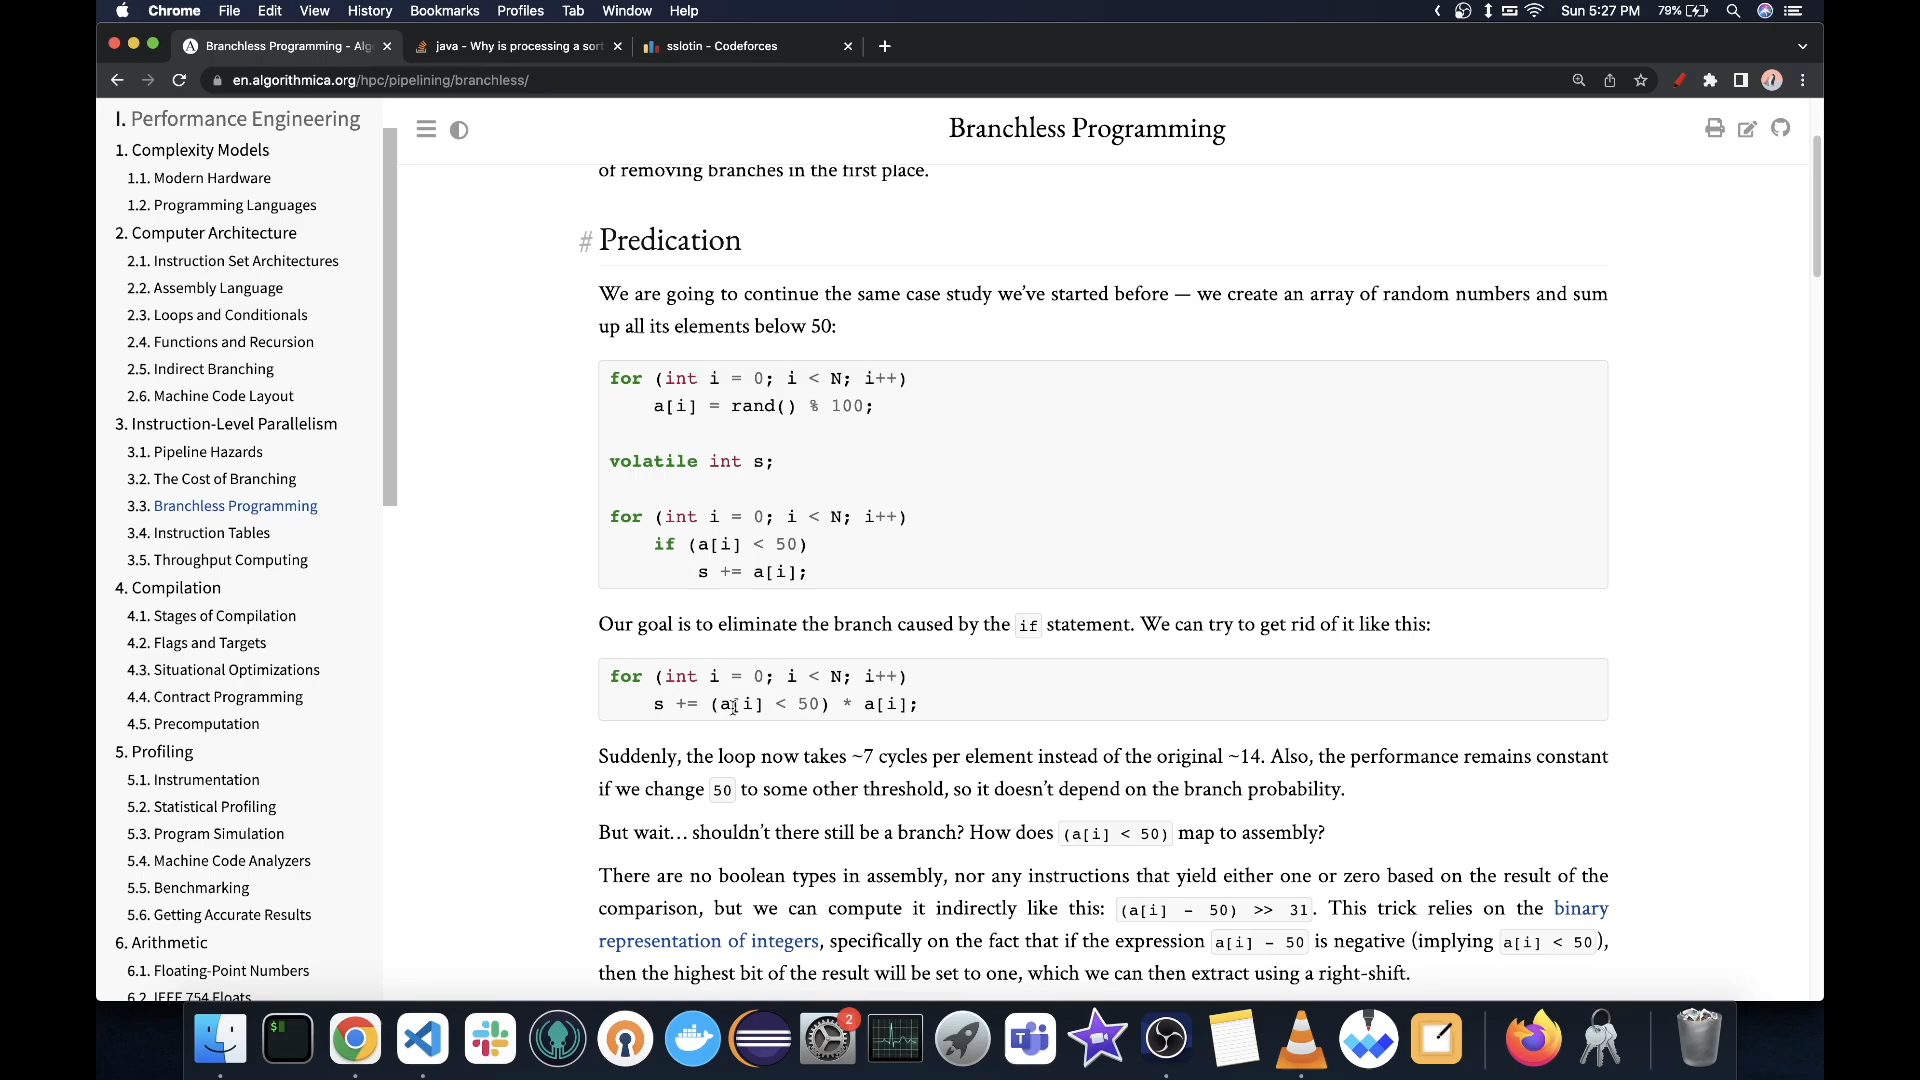 Chrome File Edit View History Bookmarks Profiles Tab Window Help
Sun 5:27 PM 79%
Branchless Programming - Alg
java - Why is processing a sort
sslotin - Codeforces
en.algorithmica.org/hpc/pipelining/branchless/
I. Performance Engineering
1. Complexity Models
1.1. Modern Hardware
1.2. Programming Languages
2. Computer Architecture
2.1. Instruction Set Architectures
2.2. Assembly Language
2.3. Loops and Conditionals
2.4. Functions and Recursion
2.5. Indirect Branching
2.6. Machine Code Layout
3. Instruction-Level Parallelism
3.1. Pipeline Hazards
3.2. The Cost of Branching
3.3. Branchless Programming
3.4. Instruction Tables
3.5. Throughput Computing
4. Compilation
4.1. Stages of Compilation
4.2. Flags and Targets
4.3. Situational Optimizations
4.4. Contract Programming
4.5. Precomputation
5. Profiling
5.1. Instrumentation
5.2. Statistical Profiling
5.3. Program Simulation
5.4. Machine Code Analyzers
5.5. Benchmarking
5.6. Getting Accurate Results
6. Arithmetic
6.1. Floating-Point Numbers
6.2. IEEE 754 Floats
Branchless Programming
of removing branches in the first place.
# Predication
We are going to continue the same case study we've started before — we create an array of random numbers and sum
up all its elements below 50:
for (int i = 0; i < N; i++)
    a[i] = rand() % 100;
volatile int s;
for (int i = 0; i < N; i++)
    if (a[i] < 50)
        s += a[i];
Our goal is to eliminate the branch caused by the if statement. We can try to get rid of it like this:
for (int i = 0; i < N; i++)
    s += (a[i] < 50) * a[i];
Suddenly, the loop now takes ~7 cycles per element instead of the original ~14. Also, the performance remains constant
if we change 50 to some other threshold, so it doesn't depend on the branch probability.
But wait… shouldn't there still be a branch? How does (a[i] < 50) map to assembly?
There are no boolean types in assembly, nor any instructions that yield either one or zero based on the result of the
comparison, but we can compute it indirectly like this: (a[i] - 50) >> 31. This trick relies on the binary
representation of integers, specifically on the fact that if the expression a[i] - 50 is negative (implying a[i] < 50),
then the highest bit of the result will be set to one, which we can then extract using a right-shift.
$
2